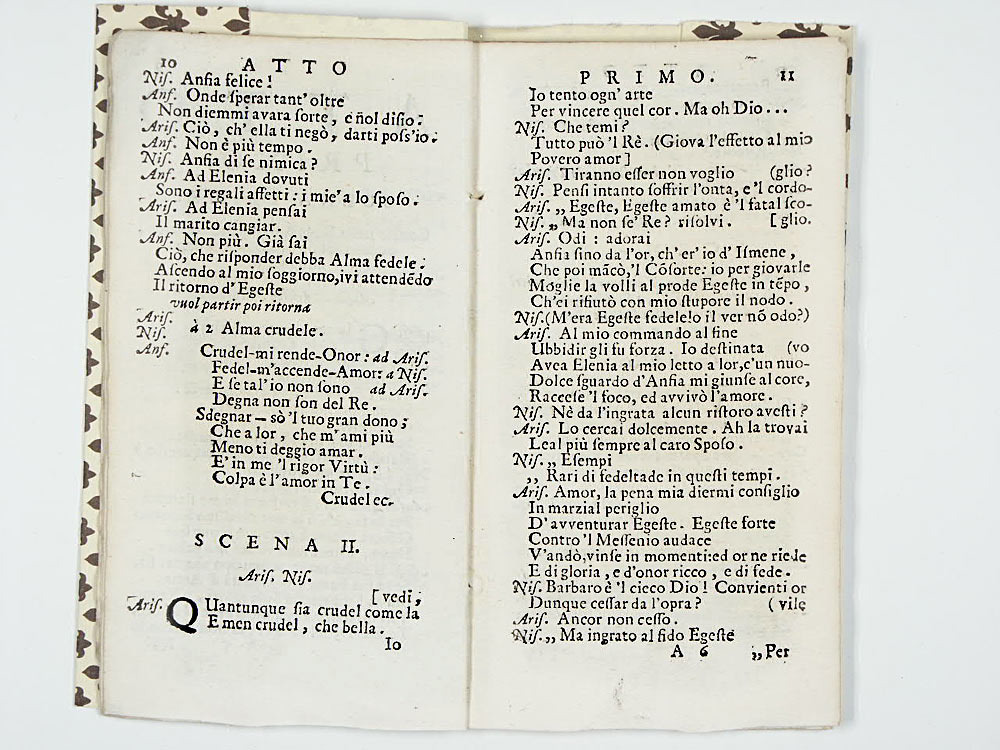 10 ATTO
Niſ. Anſia felice!
Anſ. Onde ſperar tant' oltre
Non diemmi avara ſorte, e ñol diſio:
Ariſ. Ciò, ch' ella ti negò, darti poſs'io.
Anſ. Non è più tempo.
Niſ. Anſia di ſe nimica?
Anſ. Ad Elenia dovuti
Sono i regali affetti: i mie' a lo ſpoſo.
Ariſ. Ad Elenia penſai
Il marito cangiar.
Anſ. Non più. Già ſai
Ciò, che riſponder debba Alma fedele:
Aſcendo al mio ſoggiorno, ivi attendēdo
Il ritorno d' Egeſte
vuol partir poi ritorna
Ariſ.
Niſ. à 2 Alma crudele.
Anſ. Crudel-mi rende-Onor: ad Ariſ.
Fedel-m'accende-Amor: a Niſ.
E ſe tal' io non ſono ad Ariſ.
Degna non ſon del Re.
Sdegnar — sò 'l tuo gran dono;
Che a lor, che m' ami più
Meno ti deggio amar.
E' in me 'l rigor Virtù:
Colpa è l'amor in Te.
Crudel ec.
SCENA II.
Ariſ. Niſ.
[vedi,
Ariſ. QUantunque ſia crudel come la
E men crudel, che bella.
Io
PRIMO. 11
Io tento ogn' arte
Per vincere quel cor. Ma oh Dio...
Niſ. Che temi?
Tutto può 'l Rè. (Giova l'effetto al mio
Povero amor]
Ariſ. Tiranno eſſer non voglio (glio?
Niſ. Penſi intanto ſoffrir l'onta, e 'l cordo-
Ariſ. „ Egeſte, Egeſte amato è 'l fatal ſco-
Niſ. „ Ma non ſe' Re? riſolvi. [glio.
Ariſ. Odi: adorai
Anſia ſino da l'or, ch' er' io d' Iſmene,
Che poi mācò, 'l Cōſorte: io per giovarle
Moglie la volli al prode Egeſte in tēpo,
Ch'ei rifiutò con mio ſtupore il nodo.
Niſ. (M'era Egeſte fedele!o il ver nō odo?)
Ariſ. Al mio commando al fine
Ubbidir gli fu forza. Io deſtinata (vo
Avea Elenia al mio letto a lor, e'un nuo-
Dolce ſguardo d'Anſia mi giunſe al core,
Racceſe 'l foco, ed avvivò l'amore.
Niſ. Nè da l'ingrata alcun riſtoro aveſti?
Ariſ. Lo cercai dolcemente. Ah la trovai
Leal più ſempre al caro Spoſo.
Niſ. „ Eſempi
„ Rari di fedeltade in queſti tempi.
Ariſ. Amor, la pena mia diermi conſiglio
In marzial periglio
D' avventurar Egeſte. Egeſte forte
Contro 'l Meſſenio audace
V'andò, vinſe in momenti: ed or ne riede
E di gloria, e d'onor ricco, e di fede.
Niſ. Barbaro è 'l cieco Dio! Convienti or
Dunque ceſſar da l'opra? (vile
Ariſ. Ancor non ceſſo.
Niſ. „ Ma ingrato al fido Egeſte
A 6 „Per